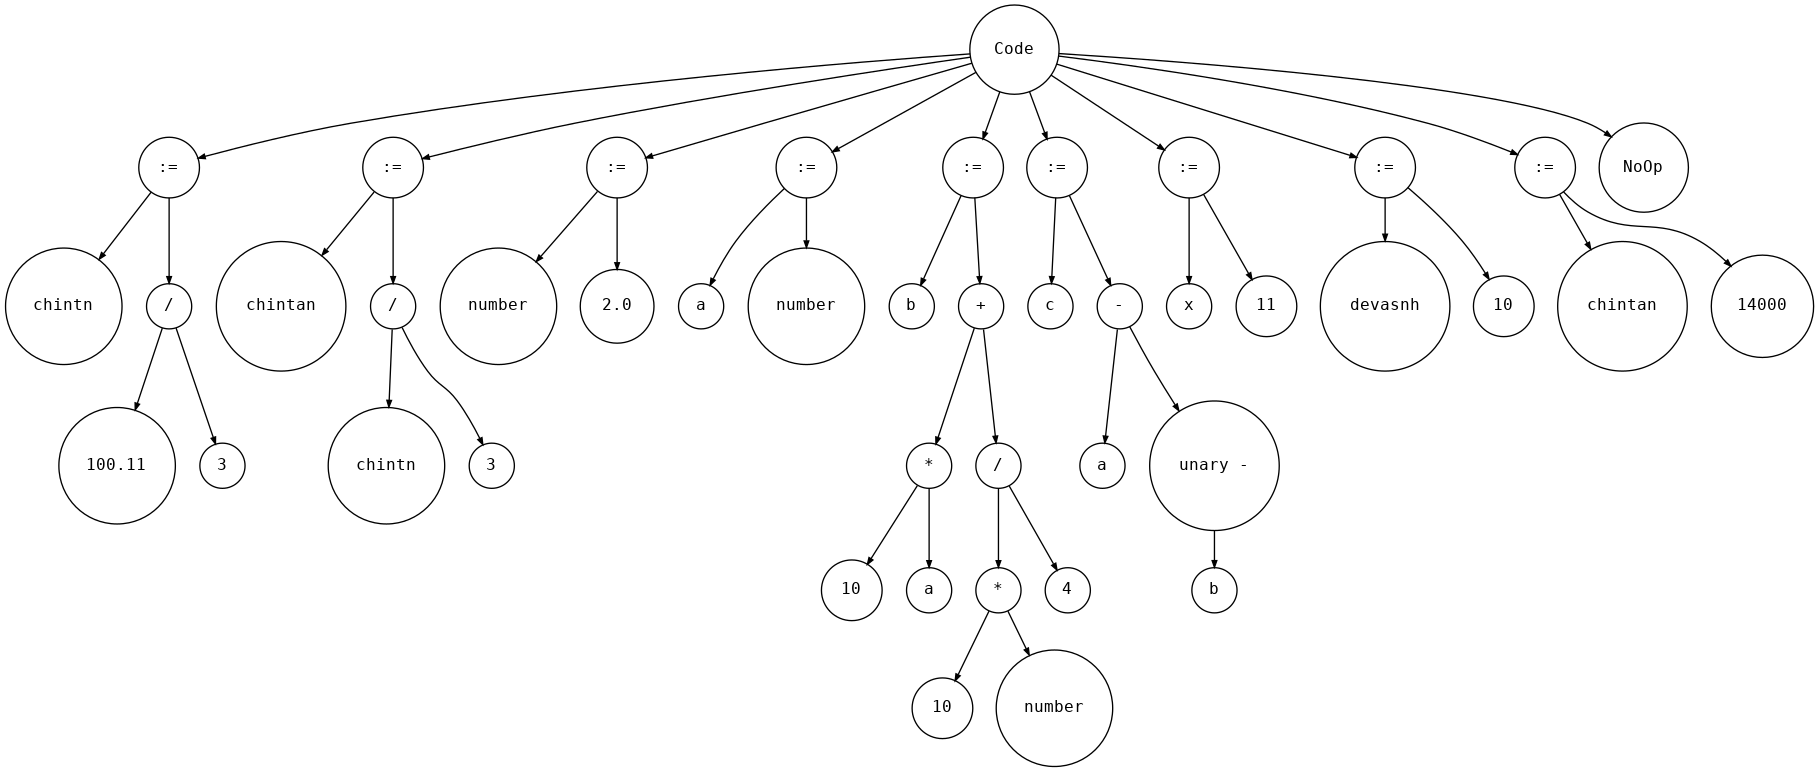 Code
:= := := := := := := := := NoOp
chintn / chintan / number 2.0 a number b + c - x 11 devasnh 10 chintan 14000
100.11 3 chintn 3 * / a unary -
10 a * 4 b
10 number